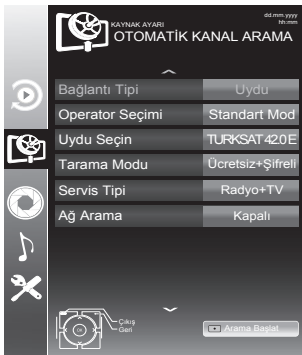 KAYNAK AYARI
dd.mm.yyyy
hh:mm
OTOMATİK KANAL ARAMA
Bağlantı Tipi Uydu
Operator Seçimi Standart Mod
Uydu Seçin TURKSAT 42.0 E
Tarama Modu Ücretsiz+Şifreli
Servis Tipi Radyo+TV
Ağ Arama Kapalı
OK
Çıkış
Geri
Arama Başlat